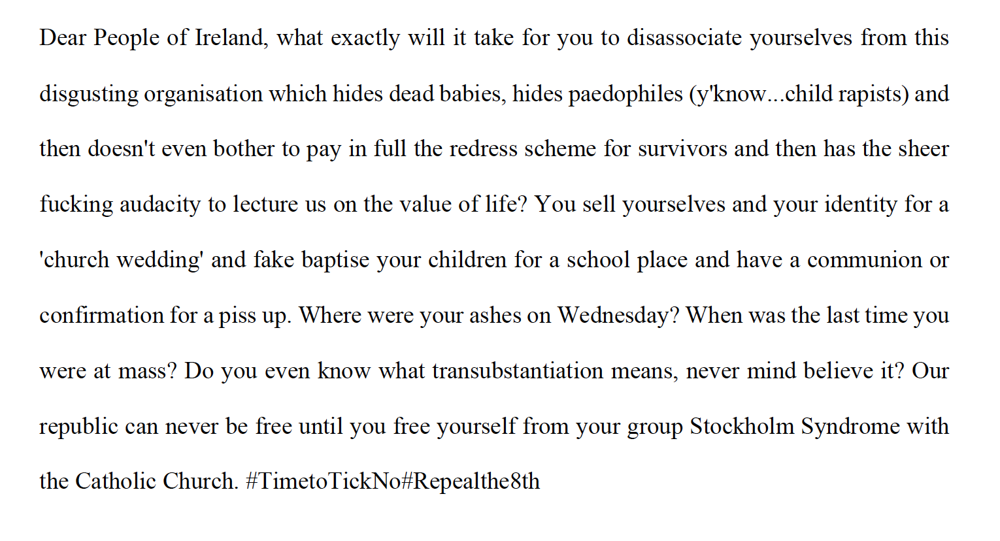 Dear People of Ireland, what exactly will it take for you to disassociate yourselves from this
disgusting organisation which hides dead babies, hides paedophiles (y'know...child rapists) and
then doesn't even bother to pay in full the redress scheme for survivors and then has the sheer
fucking audacity to lecture us on the value of life? You sell yourselves and your identity for a
'church wedding' and fake baptise your children for a school place and have a communion or
confirmation for a piss up. Where were your ashes on Wednesday? When was the last time you
were at mass? Do you even know what transubstantiation means, never mind believe it? Our
republic can never be free until you free yourself from your group Stockholm Syndrome with
the Catholic Church. #TimetoTickNo#Repealthe8th